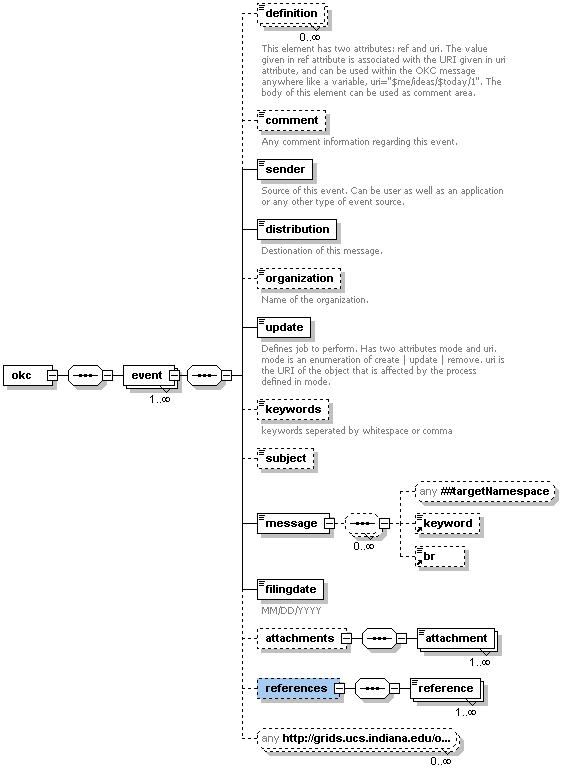 definition
0..∞
This element has two attributes: ref and uri. The value
given in ref attribute is associated with the URI given in uri
attribute, and can be used within the OKC message
anywhere like a variable, uri="$me/ideas/$today/1". The
body of this element can be used as comment area.
comment
Any comment information regarding this event.
sender
Source of this event. Can be user as well as an application
or any other type of event source.
distribution
Destionation of this message.
organization
Name of the organization.
update
Defines job to perform. Has two attributes mode and uri.
mode is an enumeration of create | update | remove. uri is
the URI of the object that is affected by the process
defined in mode.
okc
event
1..∞
keywords
keywords seperated by whitespace or comma
subject
message
0..∞
any ##targetNamespace
keyword
br
filingdate
MM/DD/YYYY
attachments
attachment
1..∞
references
reference
1..∞
any http://grids.ucs.indiana.edu/o...
0..∞